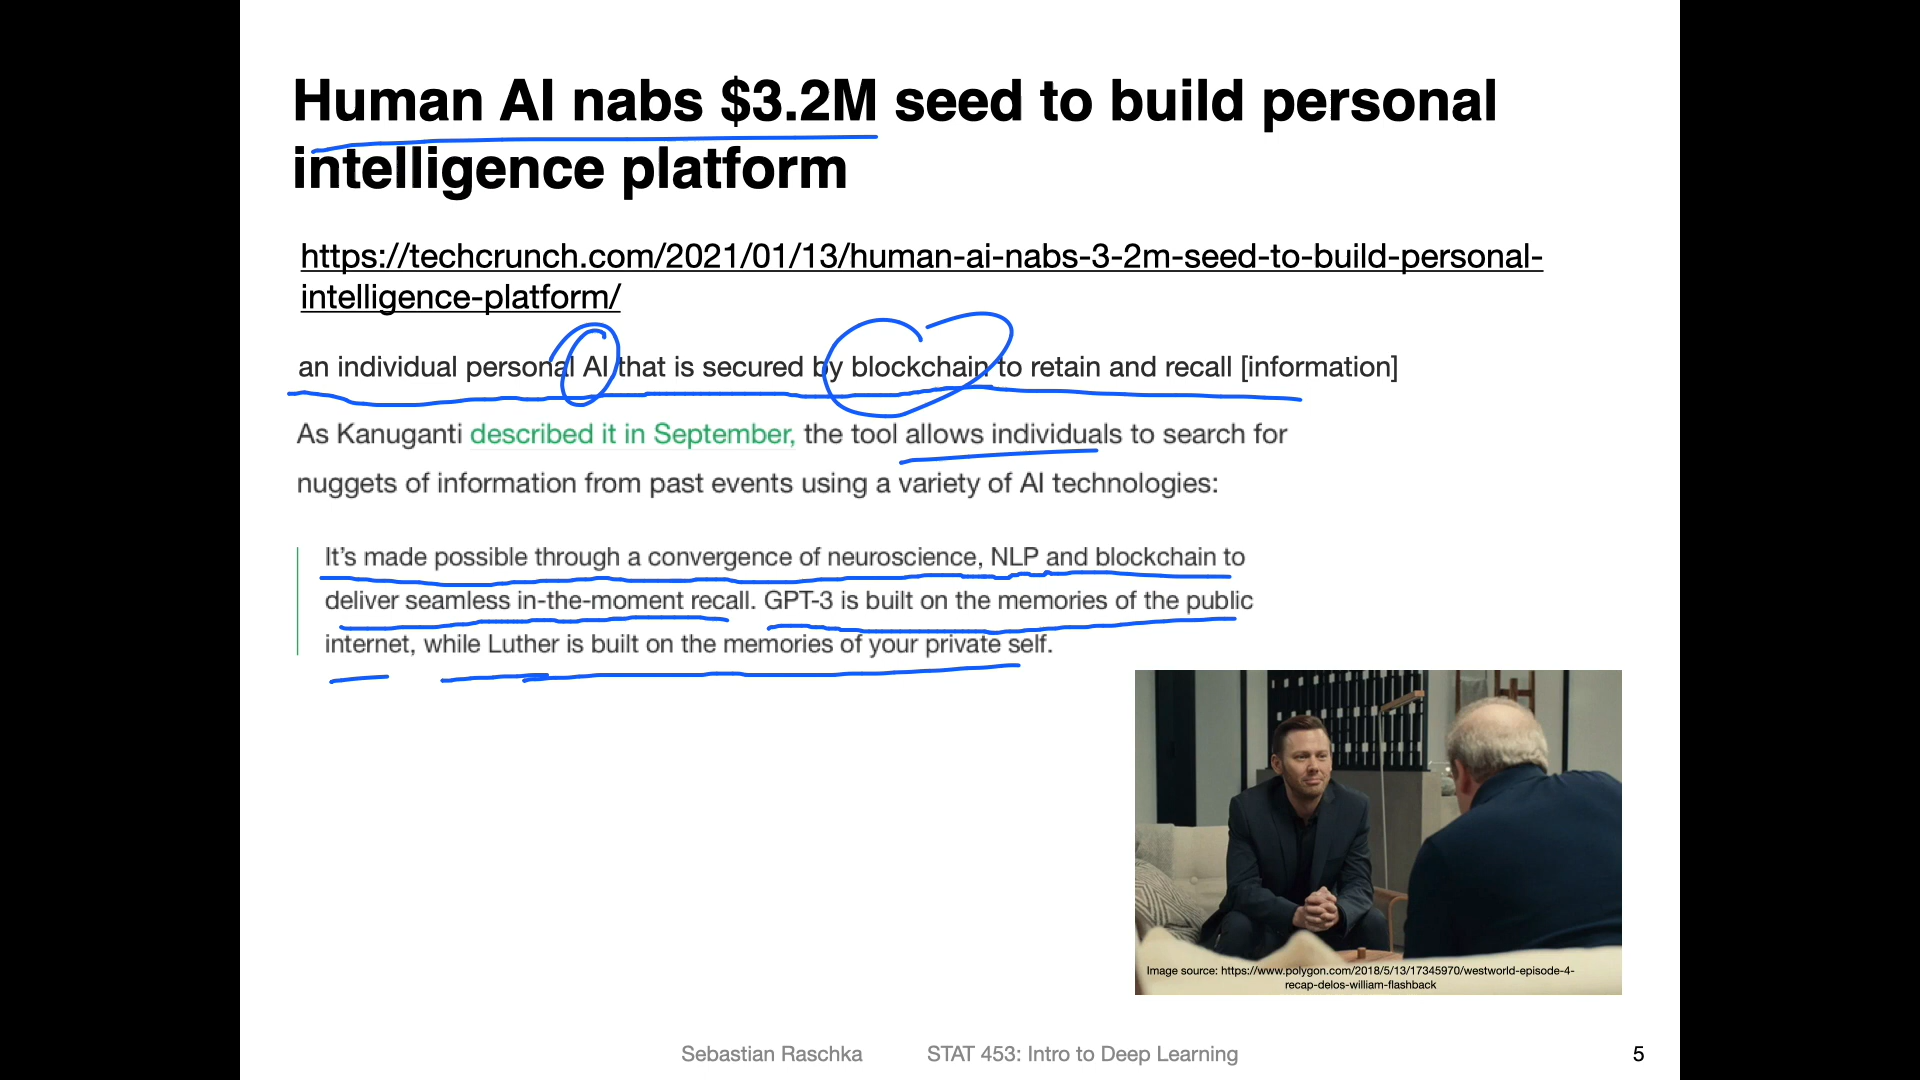 Human AI nabs $3.2M seed to build personal
intelligence platform
https://techcrunch.com/2021/01/13/human-ai-nabs-3-2m-seed-to-build-personal-
intelligence-platform/
an individual personal AI that is secured by blockchain to retain and recall [information]
As Kanuganti described it in September, the tool allows individuals to search for
nuggets of information from past events using a variety of AI technologies:
It’s made possible through a convergence of neuroscience, NLP and blockchain to
deliver seamless in-the-moment recall. GPT-3 is built on the memories of the public
internet, while Luther is built on the memories of your private self.
Image source: https://www.polygon.com/2018/5/13/17345970/westworld-episode-4-
recap-delos-william-flashback
Sebastian Raschka STAT 453: Intro to Deep Learning 5